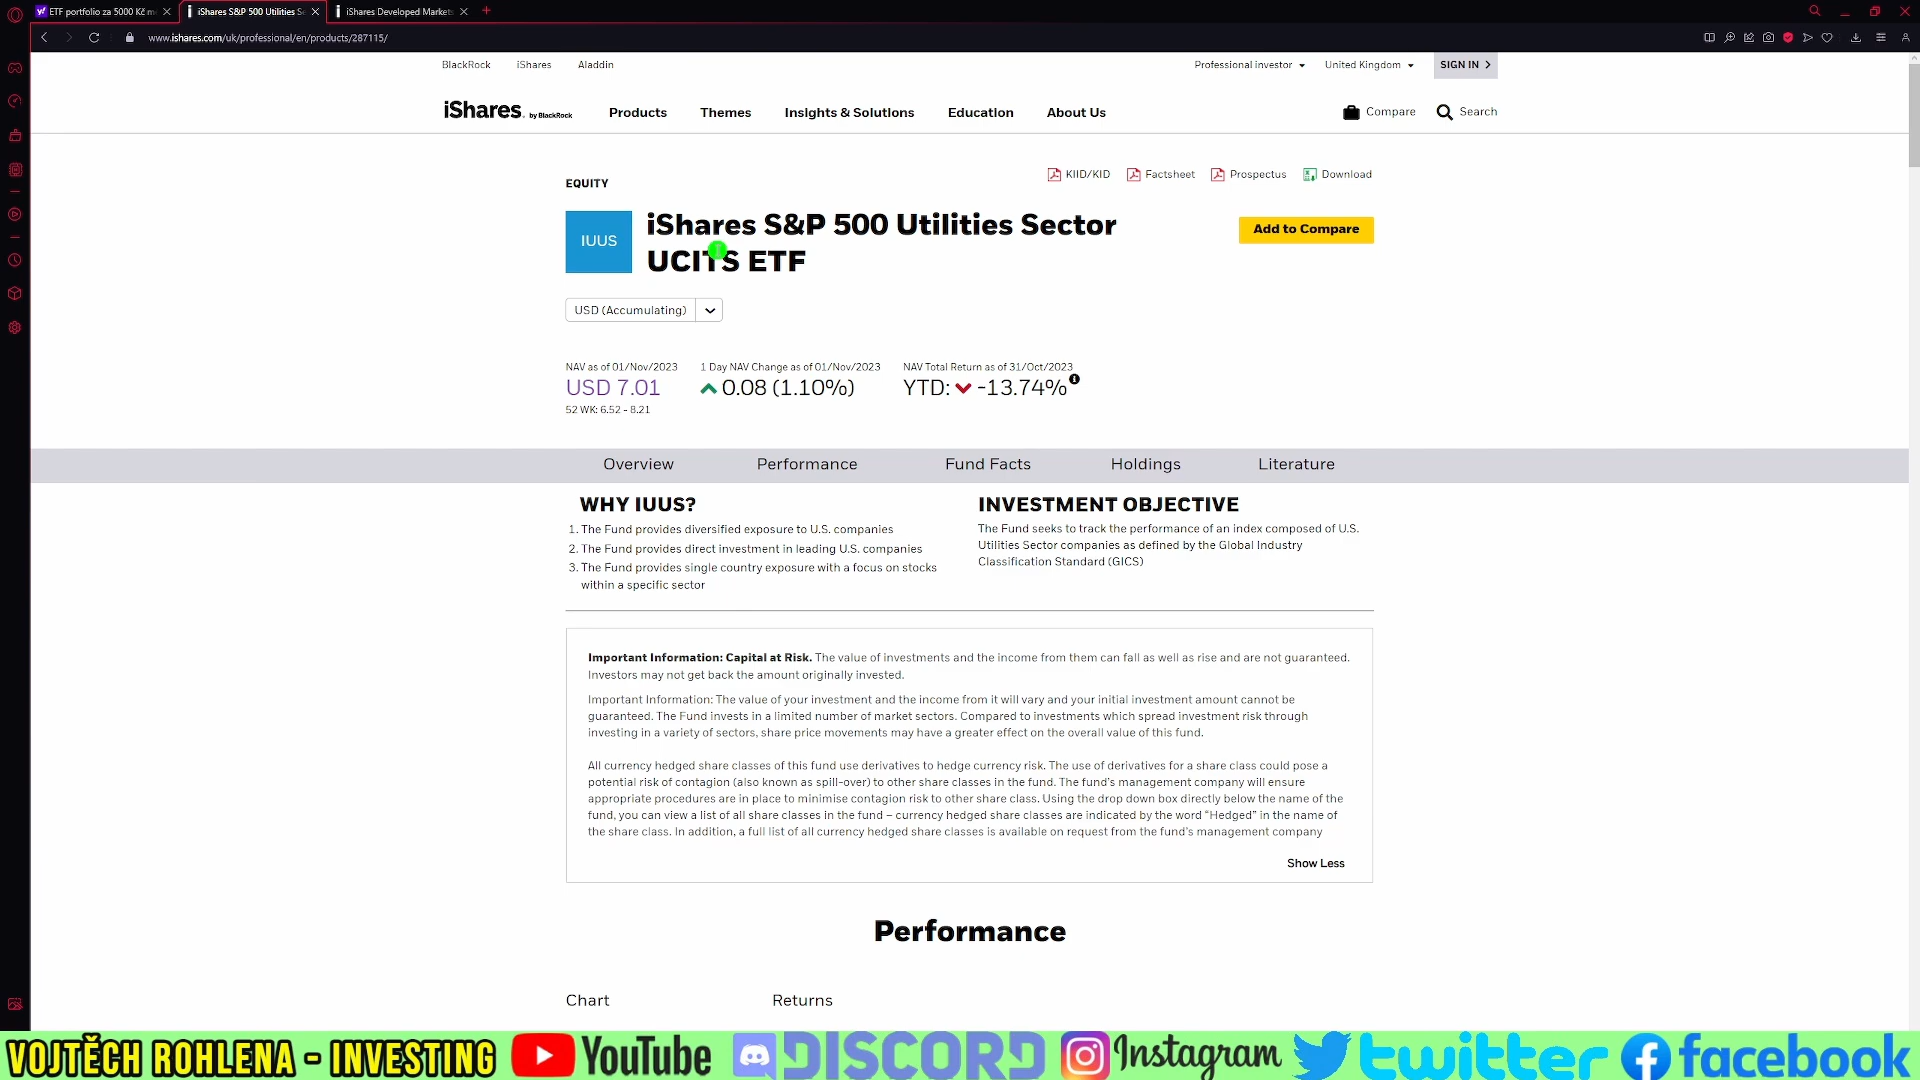 ETF portfolio za 5000 Kč m
iShares S&P 500 Utilities Se
iShares Developed Markets
www.ishares.com/uk/professional/en/products/287115/
BlackRock iShares Aladdin
Professional investor United Kingdom SIGN IN
iShares. by BlackRock
Products Themes Insights & Solutions Education About Us
Compare Search
KIID/KID Factsheet Prospectus Download
EQUITY
IUUS
iShares S&P 500 Utilities Sector
UCITS ETF
Add to Compare
USD (Accumulating)
NAV as of 01/Nov/2023 1 Day NAV Change as of 01/Nov/2023 NAV Total Return as of 31/Oct/2023
USD 7.01 0.08 (1.10%) YTD: -13.74%
52 WK: 6.52 - 8.21
Overview Performance Fund Facts Holdings Literature
WHY IUUS?
1. The Fund provides diversified exposure to U.S. companies
2. The Fund provides direct investment in leading U.S. companies
3. The Fund provides single country exposure with a focus on stocks
within a specific sector
INVESTMENT OBJECTIVE
The Fund seeks to track the performance of an index composed of U.S.
Utilities Sector companies as defined by the Global Industry
Classification Standard (GICS)
Important Information: Capital at Risk. The value of investments and the income from them can fall as well as rise and are not guaranteed.
Investors may not get back the amount originally invested.
Important Information: The value of your investment and the income from it will vary and your initial investment amount cannot be
guaranteed. The Fund invests in a limited number of market sectors. Compared to investments which spread investment risk through
investing in a variety of sectors, share price movements may have a greater effect on the overall value of this fund.
All currency hedged share classes of this fund use derivatives to hedge currency risk. The use of derivatives for a share class could pose a
potential risk of contagion (also known as spill-over) to other share classes in the fund. The fund's management company will ensure
appropriate procedures are in place to minimise contagion risk to other share class. Using the drop down box directly below the name of the
fund, you can view a list of all share classes in the fund – currency hedged share classes are indicated by the word "Hedged" in the name of
the share class. In addition, a full list of all currency hedged share classes is available on request from the fund's management company
Show Less
Performance
Chart Returns
VOJTĚCH ROHLENA - INVESTING YouTube DISCORD Instagram twitter facebook